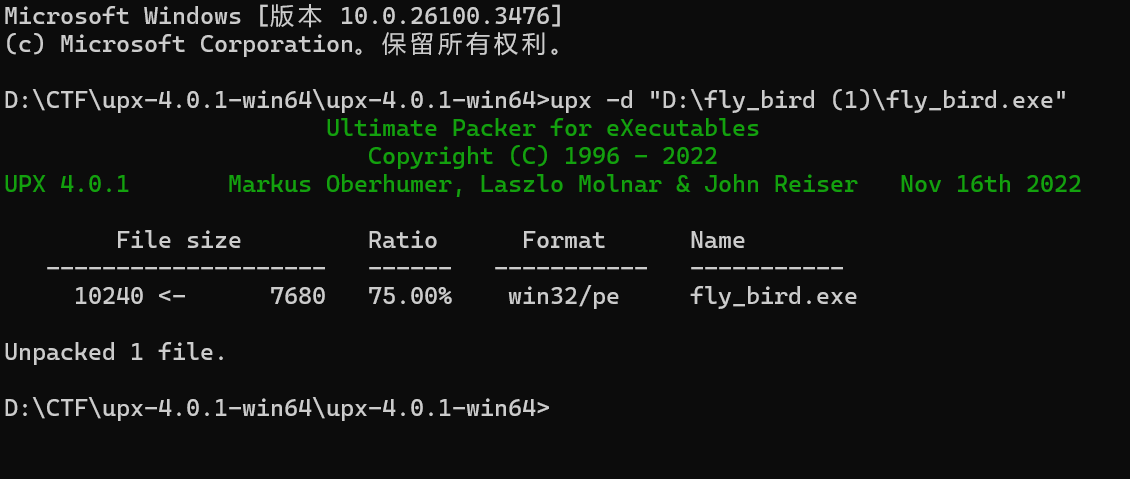 Microsoft Windows [版本 10.0.26100.3476]
(c) Microsoft Corporation。保留所有权利。
D:\CTF\upx-4.0.1-win64\upx-4.0.1-win64>upx -d "D:\fly_bird (1)\fly_bird.exe"
Ultimate Packer for eXecutables
Copyright (C) 1996 - 2022
UPX 4.0.1       Markus Oberhumer, Laszlo Molnar & John Reiser   Nov 16th 2022
File size         Ratio      Format      Name
--------------------   ------   -----------   -----------
10240 <-      7680   75.00%    win32/pe     fly_bird.exe
Unpacked 1 file.
D:\CTF\upx-4.0.1-win64\upx-4.0.1-win64>